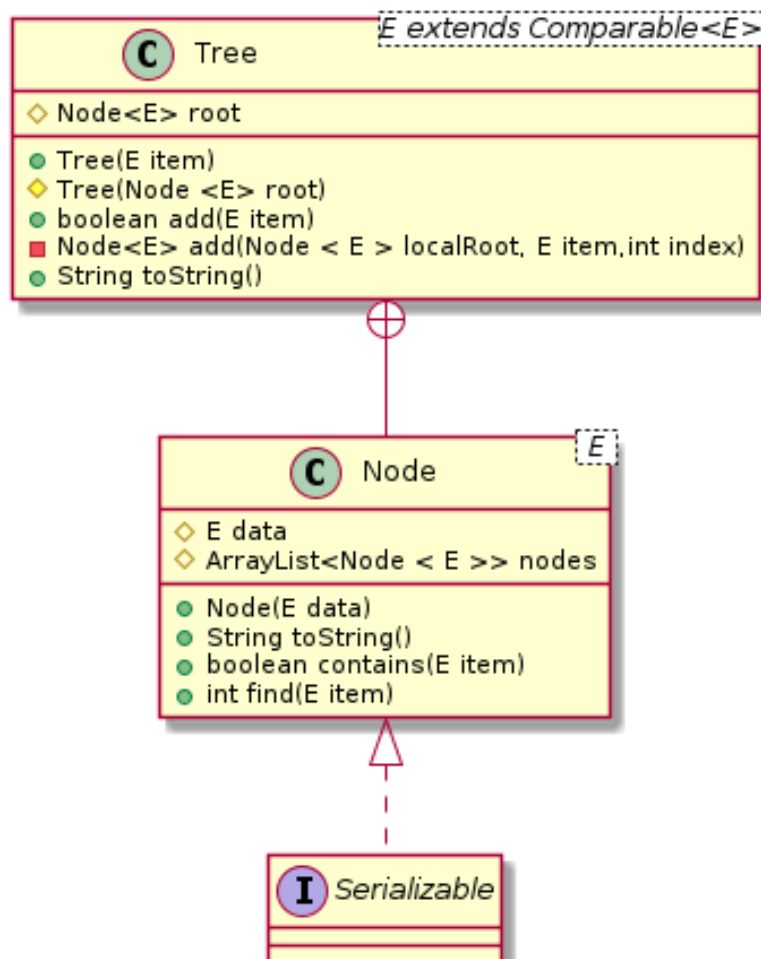 E extends Comparable<E>
C Tree
Node<E> root
Tree(E item)
Tree(Node <E> root)
boolean add(E item)
Node<E> add(Node < E > localRoot, E item,int index)
String toString()
E
C Node
E data
ArrayList<Node < E >> nodes
Node(E data)
String toString()
boolean contains(E item)
int find(E item)
I Serializable